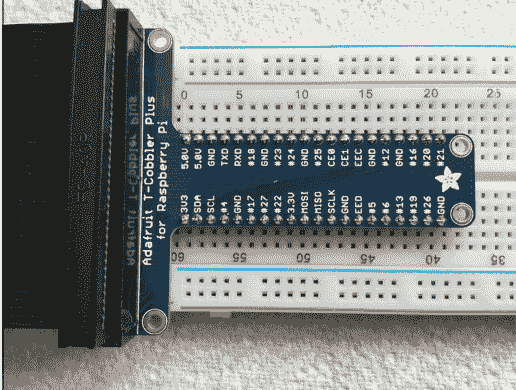 0 5 10 15 20 25
Adafruit T-Cobbler Plus
for Raspberry Pi
5.0V 5.0V GND TXD RXD #18 GND #23 #24 GND #25 CE0 CE1 GND #12 GND #16 #20 #21
3V3 SDA SCL #4 GND #17 #27 #22 3.3V MOSI MISO SCLK GND EED #5 #6 #13 #19 #26 GND
60 55 50 45 40 35